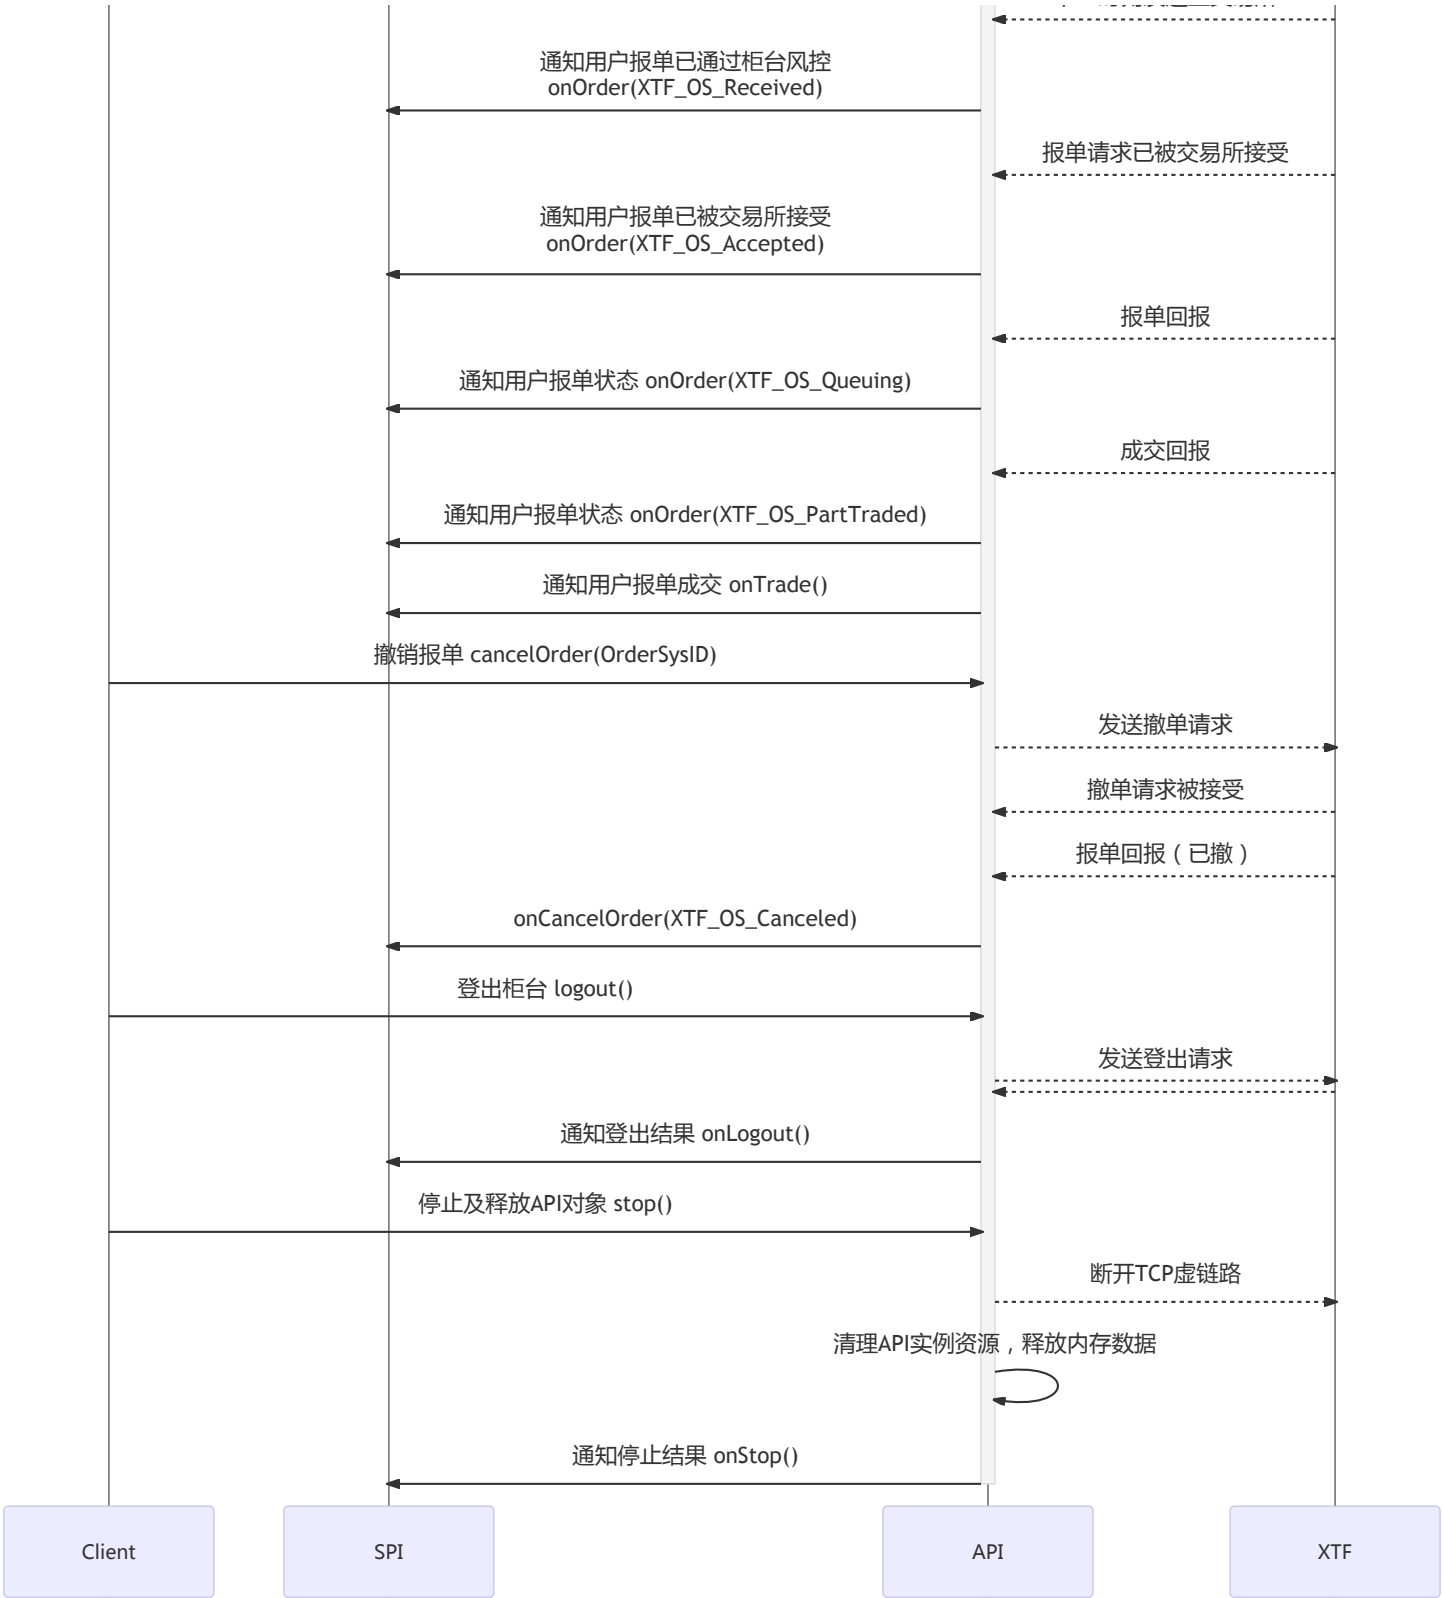 通知用户报单已通过柜台风控
onOrder(XTF_OS_Received)
报单请求已被交易所接受
通知用户报单已被交易所接受
onOrder(XTF_OS_Accepted)
报单回报
通知用户报单状态 onOrder(XTF_OS_Queuing)
成交回报
通知用户报单状态 onOrder(XTF_OS_PartTraded)
通知用户报单成交 onTrade()
撤销报单 cancelOrder(OrderSysID)
发送撤单请求
撤单请求被接受
报单回报（已撤）
onCancelOrder(XTF_OS_Canceled)
登出柜台 logout()
发送登出请求
通知登出结果 onLogout()
停止及释放API对象 stop()
断开TCP虚链路
清理API实例资源，释放内存数据
通知停止结果 onStop()
Client
SPI
API
XTF